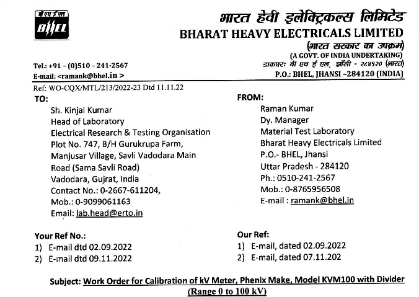 बी एच ई एल
BHEL
भारत हेवी इलेक्ट्रिकल्स लिमिटेड
BHARAT HEAVY ELECTRICALS LIMITED
(भारत सरकार का उपक्रम)
(A GOVT. OF INDIA UNDERTAKING)
डाकघर बी एच ई एल, झाँसी - २८४१२० (भारत)
P.O.: BHEL, JHANSI -284120 (INDIA)
Tel.: +91 - (0)510 - 241-2567
E-mail: <ramank@bhel.in >
Ref: WO-CQX/MTL/213/2022-23 Dtd 11.11.22
TO:
Sh. Kinjal Kumar
Head of Laboratory
Electrical Research & Testing Organisation
Plot No. 747, B/H Gurukrupa Farm,
Manjusar Village, Savli Vadodara Main
Road (Sama Savli Road)
Vadodara, Gujrat, India
Contact No.: 0-2667-611204,
Mob.: 0-9099061163
Email: lab.head@erto.in
FROM:
Raman Kumar
Dy. Manager
Material Test Laboratory
Bharat Heavy Electricals Limited
P.O.- BHEL, Jhansi
Uttar Pradesh - 284120
Ph.: 0510-241-2567
Mob.: 0-8765956508
E-mail : ramank@bhel.in
Your Ref No.:
1) E-mail dtd 02.09.2022
2) E-mail dtd 09.11.2022
Our Ref:
1) E-mail, dated 02.09.2022
2) E-mail, dated 07.11.202
Subject: Work Order for Calibration of kV Meter, Phenix Make, Model KVM100 with Divider
(Range 0 to 100 kV)